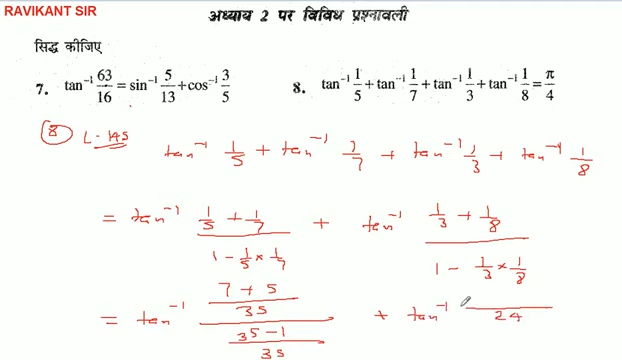 RAVIKANT SIR
अध्याय 2 पर विविध प्रश्नावली
सिद्ध कीजिए
7. tan⁻¹ 63/16 = sin⁻¹ 5/13 + cos⁻¹ 3/5
8. tan⁻¹ 1/5 + tan⁻¹ 1/7 + tan⁻¹ 1/3 + tan⁻¹ 1/8 = π/4
(8) L-HS
tan⁻¹ 1/5 + tan⁻¹ 1/7 + tan⁻¹ 1/3 + tan⁻¹ 1/8
= tan⁻¹ (1/5 + 1/7)/(1 - 1/5 × 1/7) + tan⁻¹ (1/3 + 1/8)/(1 - 1/3 × 1/8)
= tan⁻¹ ((7+5)/35)/((35-1)/35) + tan⁻¹ /24